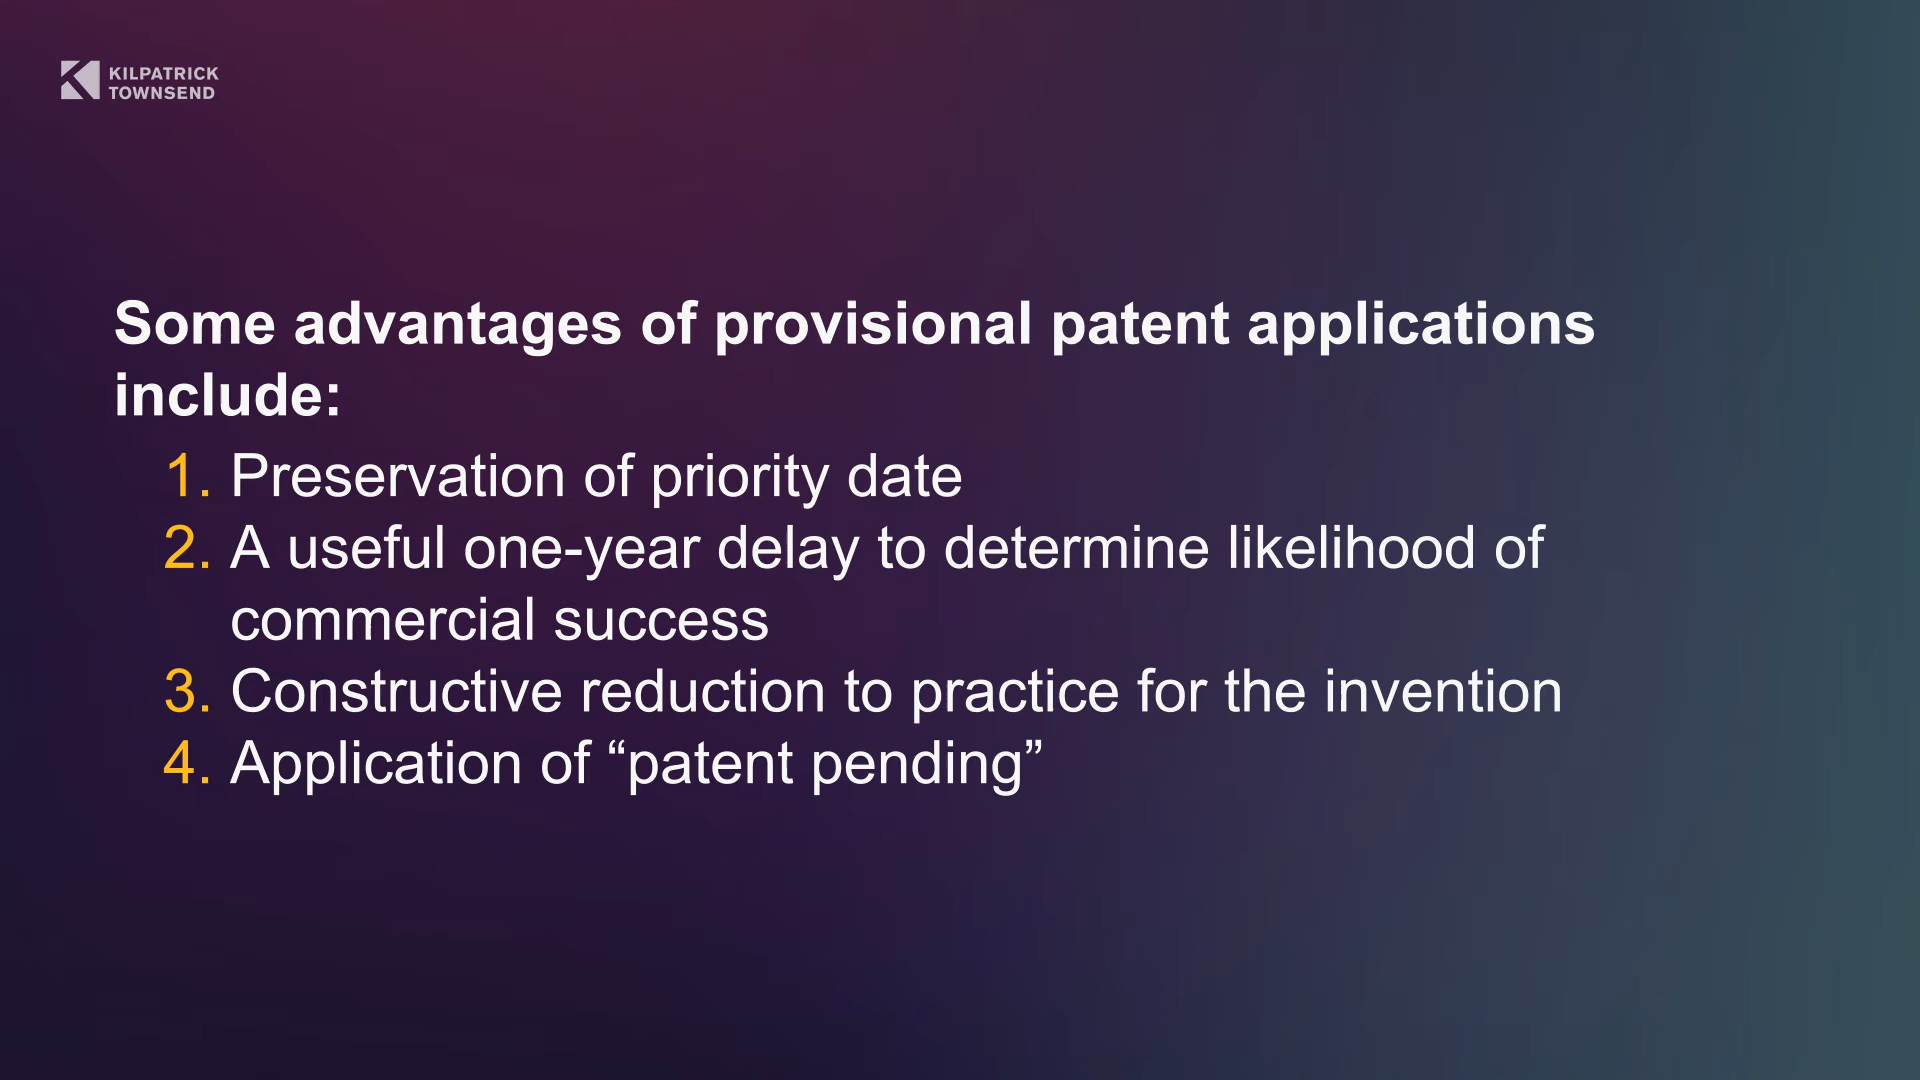 KILPATRICK
TOWNSEND
Some advantages of provisional patent applications
include:
1. Preservation of priority date
2. A useful one-year delay to determine likelihood of
commercial success
3. Constructive reduction to practice for the invention
4. Application of “patent pending”